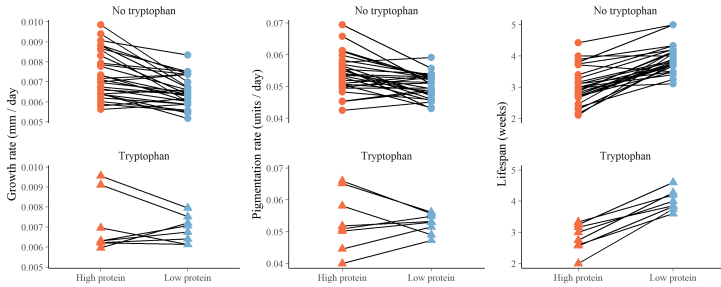 No tryptophan
No tryptophan
No tryptophan
0.010
0.009
0.008
0.007
0.006
0.005
0.07
0.06
0.05
0.04
5
4
3
2
Growth rate (mm / day
Pigmentation rate (units / day)
Lifespan (weeks)
Tryptophan
Tryptophan
Tryptophan
0.010
0.009
0.008
0.007
0.006
0.005
0.07
0.06
0.05
0.04
5
4
3
2
High protein
Low protein
High protein
Low protein
High protein
Low protein